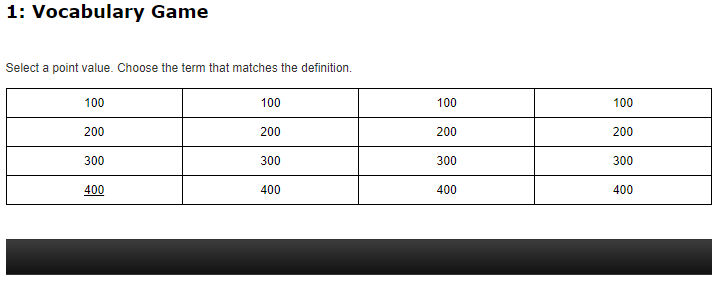 1: Vocabulary Game
Select a point value. Choose the term that matches the definition.
100 100 100 100
200 200 200 200
300 300 300 300
400 400 400 400